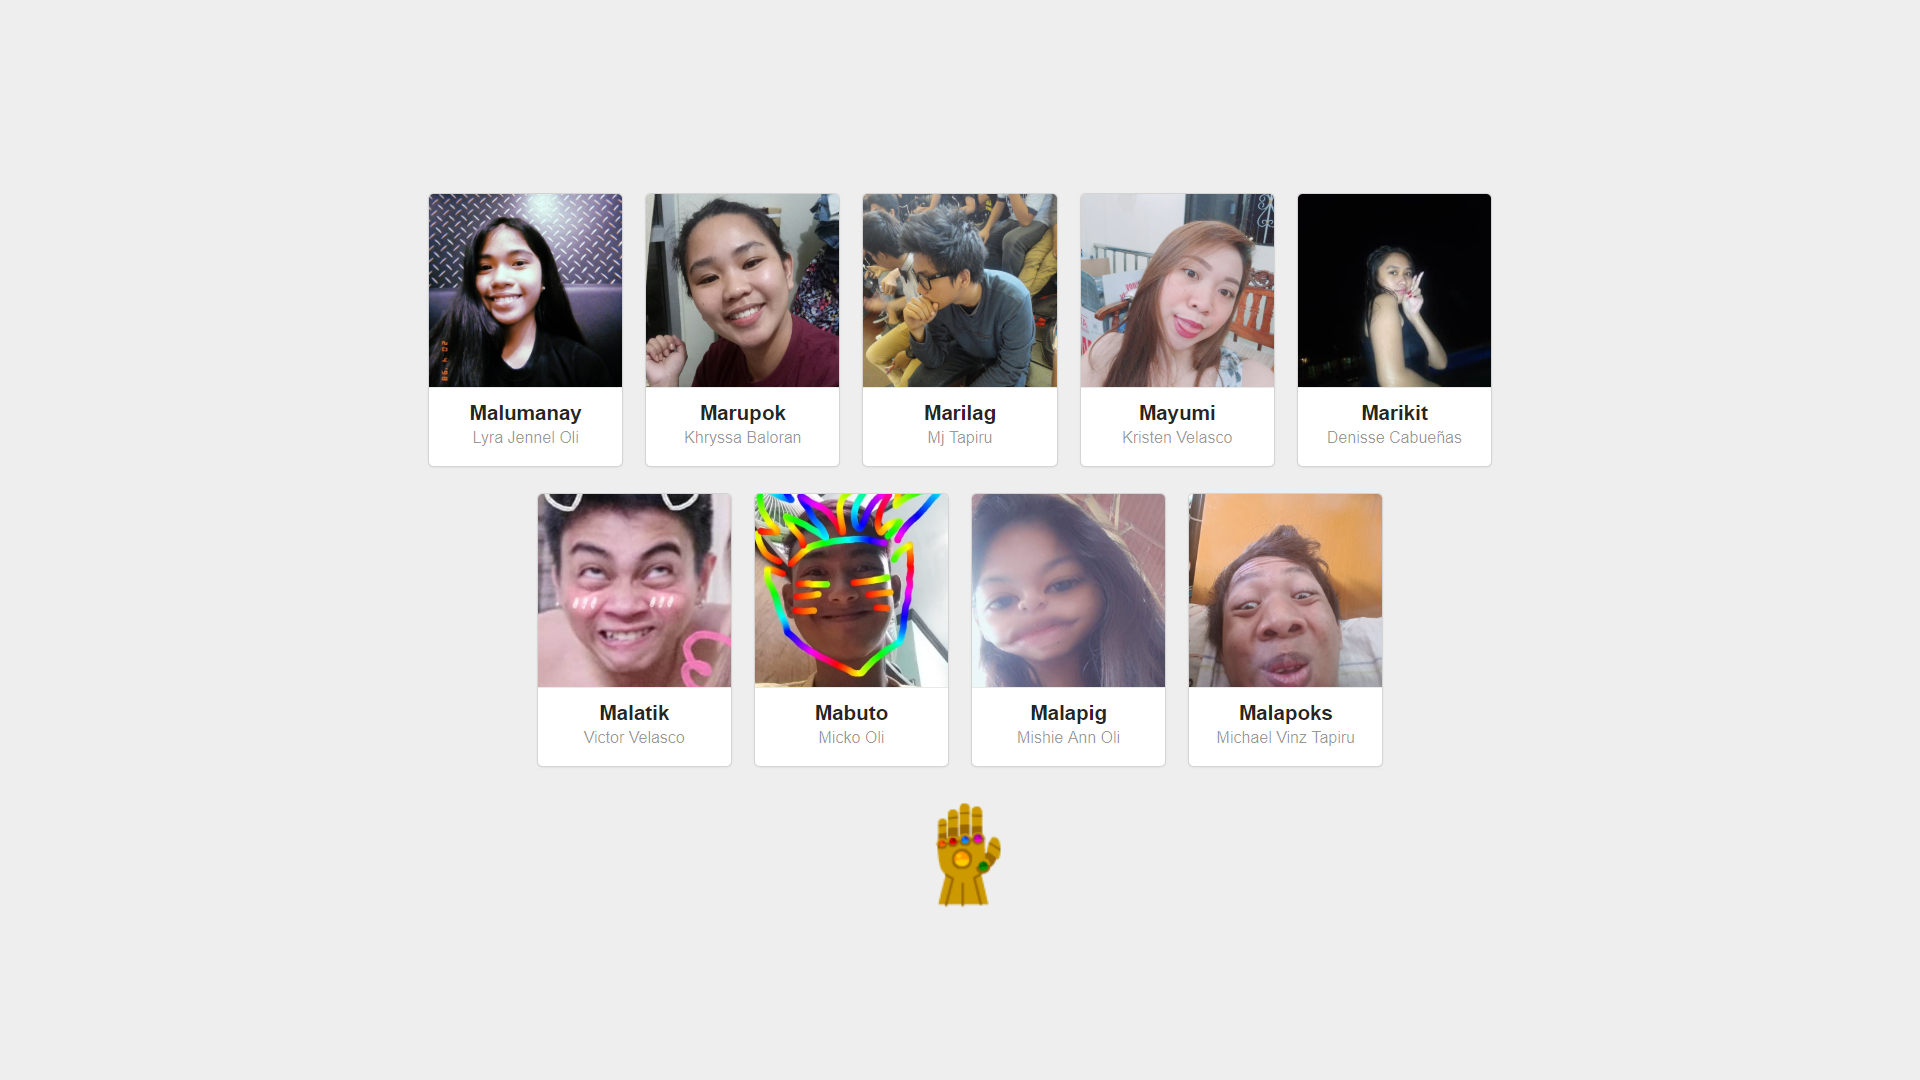 Malumanay
Lyra Jennel Oli
Marupok
Khryssa Baloran
Marilag
Mj Tapiru
Mayumi
Kristen Velasco
Marikit
Denisse Cabueñas
Malatik
Victor Velasco
Mabuto
Micko Oli
Malapig
Mishie Ann Oli
Malapoks
Michael Vinz Tapiru